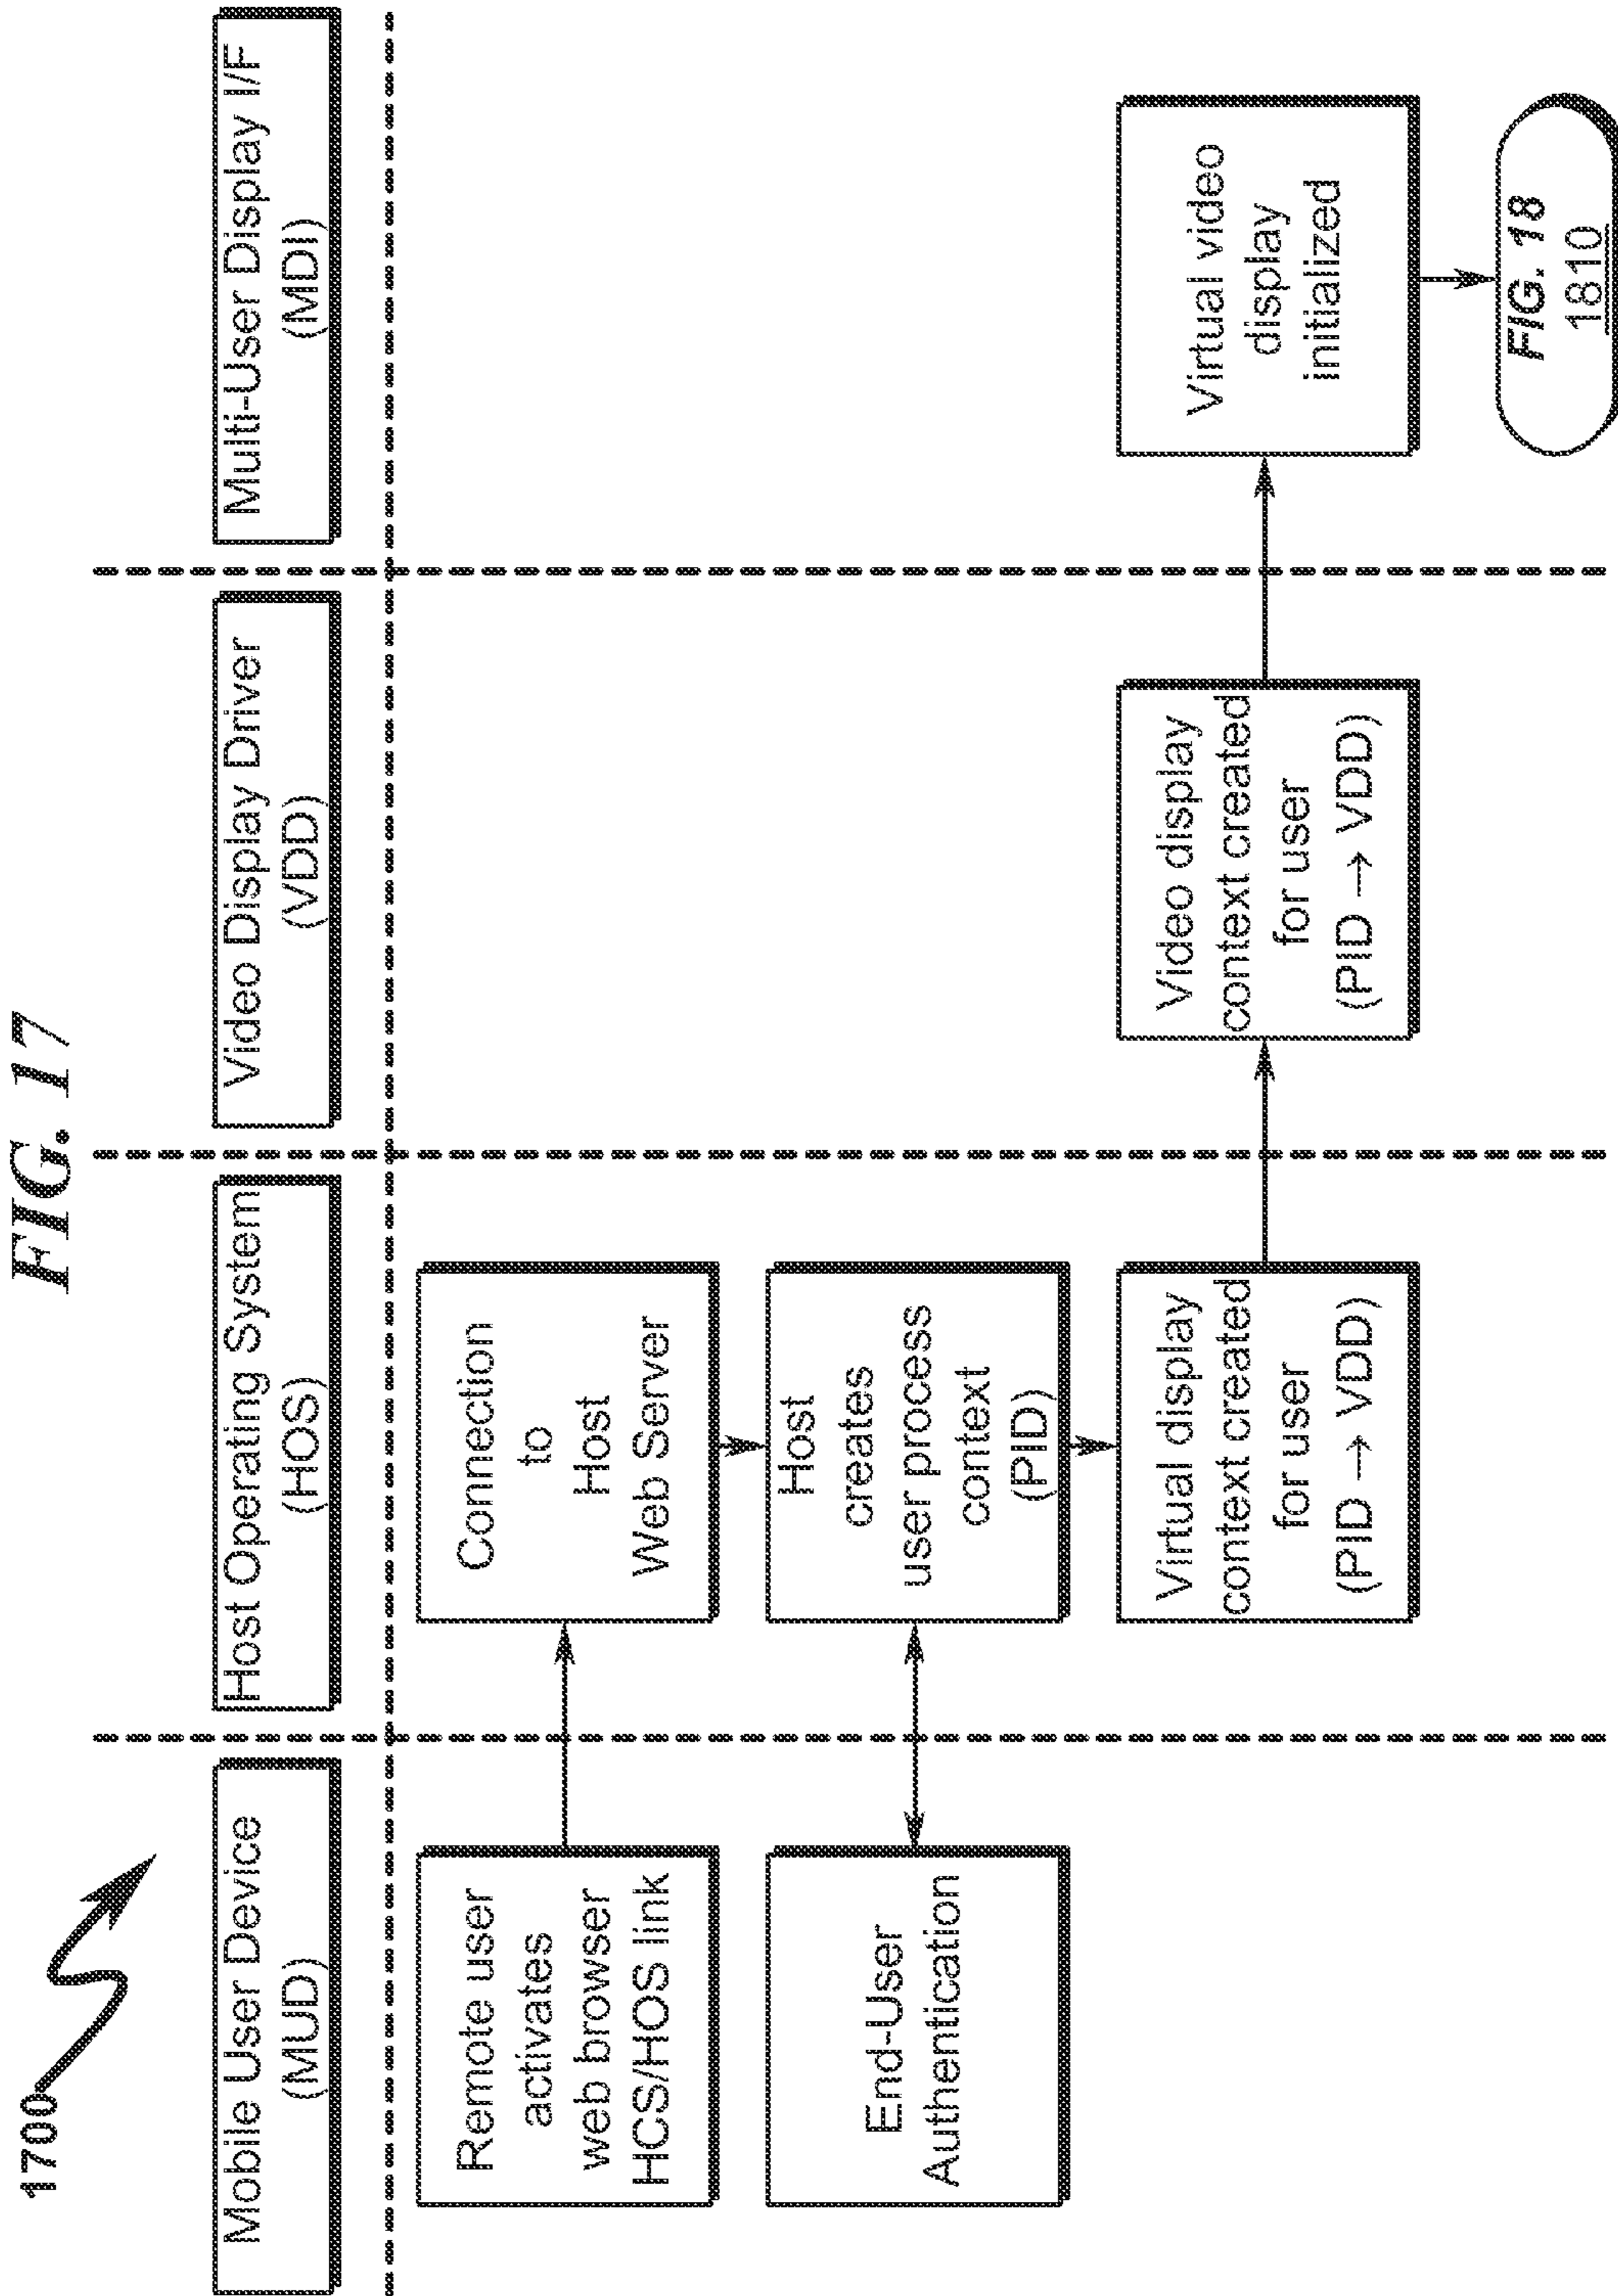 FIG. 17
1700
Mobile User Device
(MUD)
Host Operating System
(HOS)
Video Display Driver
(VDD)
Multi-User Display I/F
(MDI)
Remote user
activates
web browser
HCS/HOS link
Connection
to
Host
Web Server
End-User
Authentication
Host
creates
user process
context
(PID)
Virtual display
context created
for user
(PID → VDD)
Video display
context created
for user
(PID → VDD)
Virtual video
display
initialized
FIG. 18
1810